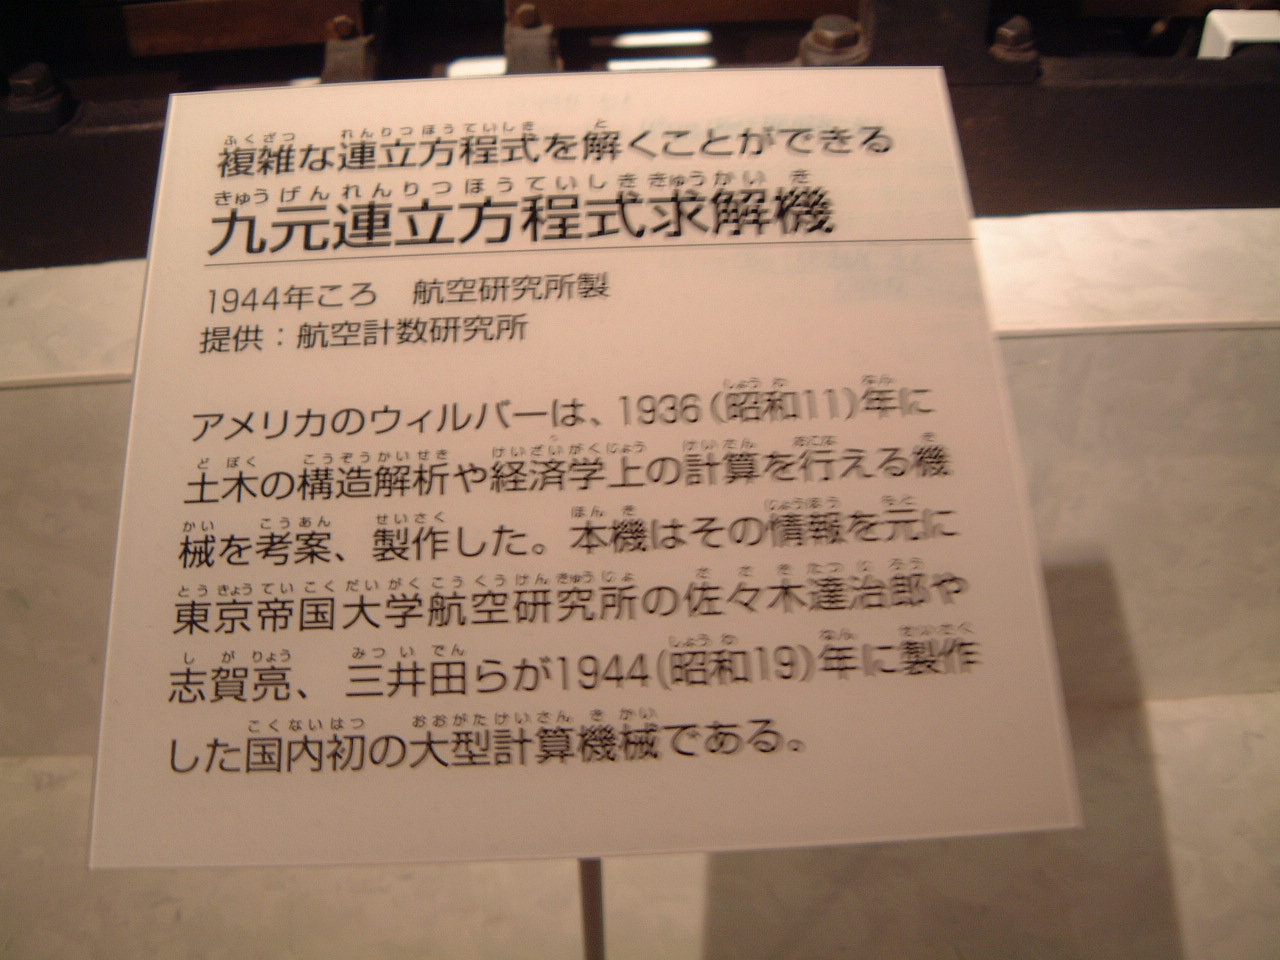 複雑な連立方程式を解くことができる
九元連立方程式求解機
1944年ころ 航空研究所製
提供：航空計数研究所
アメリカのウィルバーは、1936(昭和11)年に
土木の構造解析や経済学上の計算を行える機
械を考案、製作した。本機はその情報を元に
東京帝国大学航空研究所の佐々木達治郎や
志賀亮、三井田らが1944(昭和19)年に製作
した国内初の大型計算機械である。